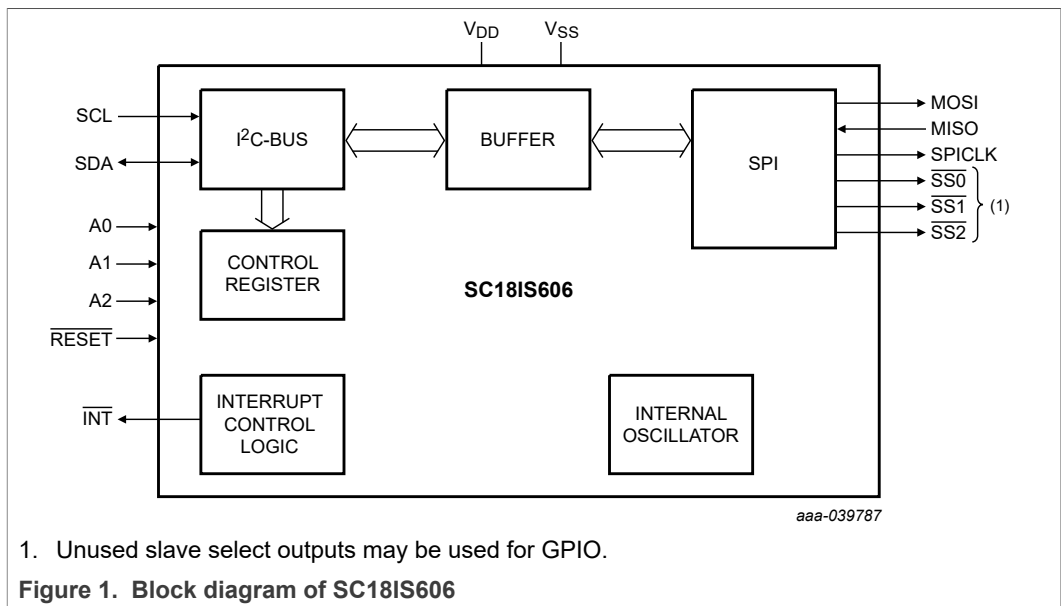 VDD VSS
SCL
SDA
A0
A1
A2
RESET
INT
I2C-BUS
BUFFER
SPI
CONTROL
REGISTER
SC18IS606
INTERRUPT
CONTROL
LOGIC
INTERNAL
OSCILLATOR
MOSI
MISO
SPICLK
SS0
SS1 (1)
SS2
aaa-039787
1. Unused slave select outputs may be used for GPIO.
Figure 1. Block diagram of SC18IS606